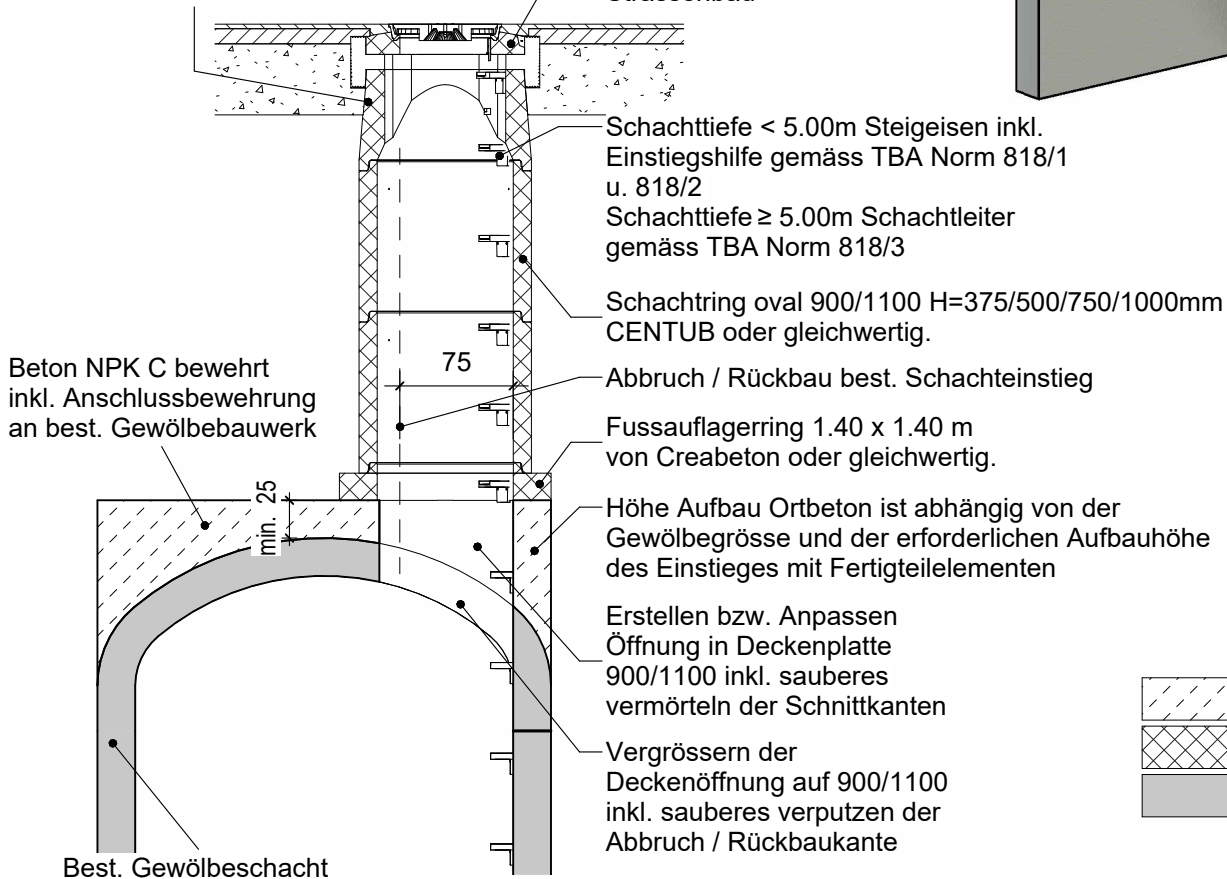 Strassenbau
Schachttiefe < 5.00m Steigeisen inkl.
Einstiegshilfe gemäss TBA Norm 818/1
u. 818/2
Schachttiefe ≥ 5.00m Schachtleiter
gemäss TBA Norm 818/3
Schachtring oval 900/1100 H=375/500/750/1000mm
CENTUB oder gleichwertig.
Beton NPK C bewehrt
inkl. Anschlussbewehrung
an best. Gewölbebauwerk
75
Abbruch / Rückbau best. Schachteinstieg
Fussauflagerring 1.40 x 1.40 m
von Creabeton oder gleichwertig.
min. 25
Höhe Aufbau Ortbeton ist abhängig von der
Gewölbegrösse und der erforderlichen Aufbauhöhe
des Einstieges mit Fertigteilelementen
Erstellen bzw. Anpassen
Öffnung in Deckenplatte
900/1100 inkl. sauberes
vermörteln der Schnittkanten
Vergrössern der
Deckenöffnung auf 900/1100
inkl. sauberes verputzen der
Abbruch / Rückbaukante
Best. Gewölbeschacht